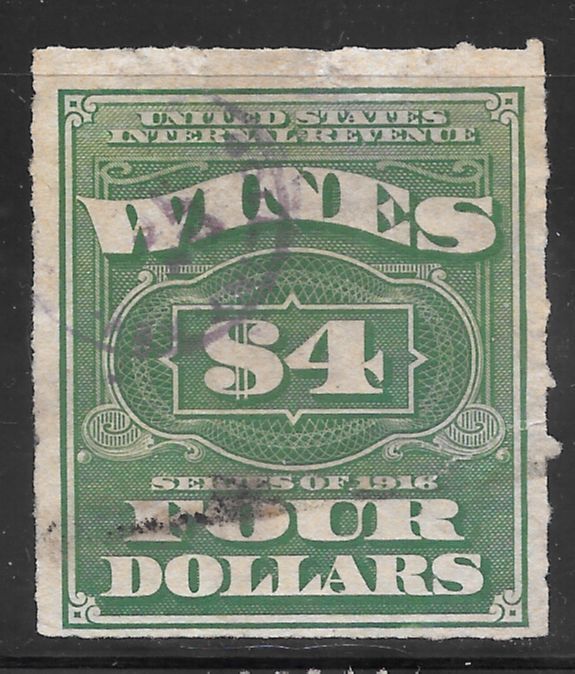 UNITED STATES
INTERNAL REVENUE
WINES
$4
SERIES OF 1916
FOUR
DOLLARS